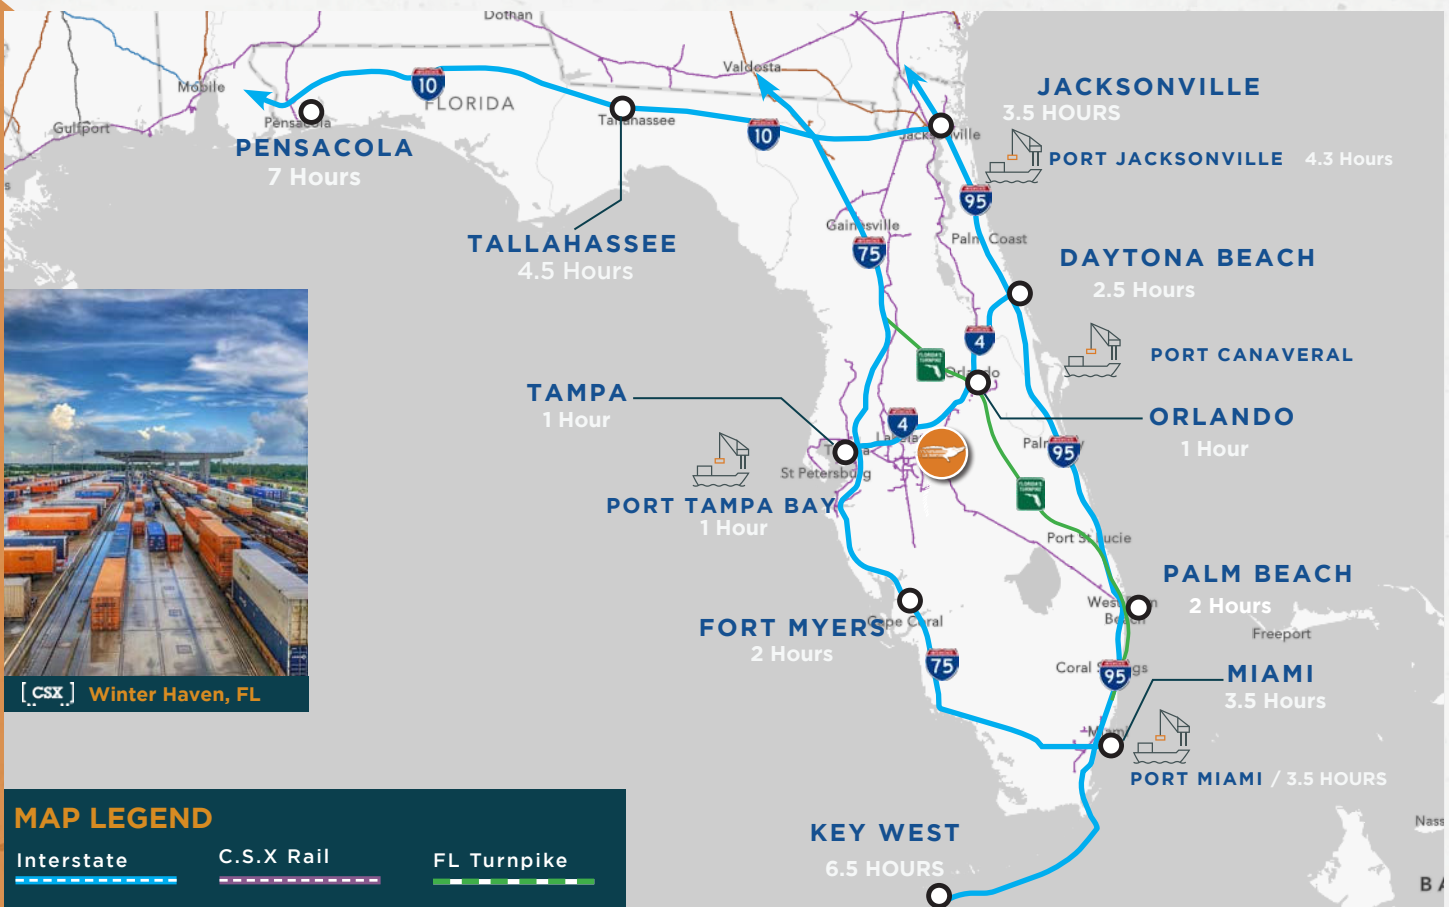 Dothan
Mobile
Gulfport
Pensacola
PENSACOLA
7 Hours
10
FLORIDA
Tallahassee
TALLAHASSEE
4.5 Hours
Valdosta
10
JACKSONVILLE
3.5 HOURS
Jacksonville
PORT JACKSONVILLE 4.3 Hours
95
Gainesville
Palm Coast
75
DAYTONA BEACH
2.5 Hours
4
PORT CANAVERAL
FLORIDA'S
TURNPIKE
Orlando
TAMPA
1 Hour
4
ORLANDO
1 Hour
95
St Petersburg
PORT TAMPA BAY
1 Hour
FLORIDA'S
TURNPIKE
Port St Lucie
PALM BEACH
2 Hours
Freeport
FORT MYERS
2 Hours
Cape Coral
75
Coral Springs
95
MIAMI
3.5 Hours
Miami
PORT MIAMI / 3.5 HOURS
KEY WEST
6.5 HOURS
CSX
Winter Haven, FL
MAP LEGEND
Interstate
C.S.X Rail
FL Turnpike